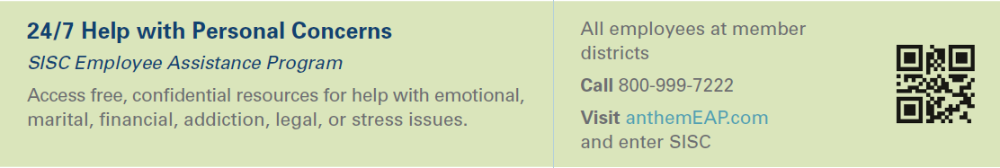 24/7 Help with Personal Concerns
SISC Employee Assistance Program
Access free, confidential resources for help with emotional,
marital, financial, addiction, legal, or stress issues.
All employees at member
districts
Call 800-999-7222
Visit anthemEAP.com
and enter SISC